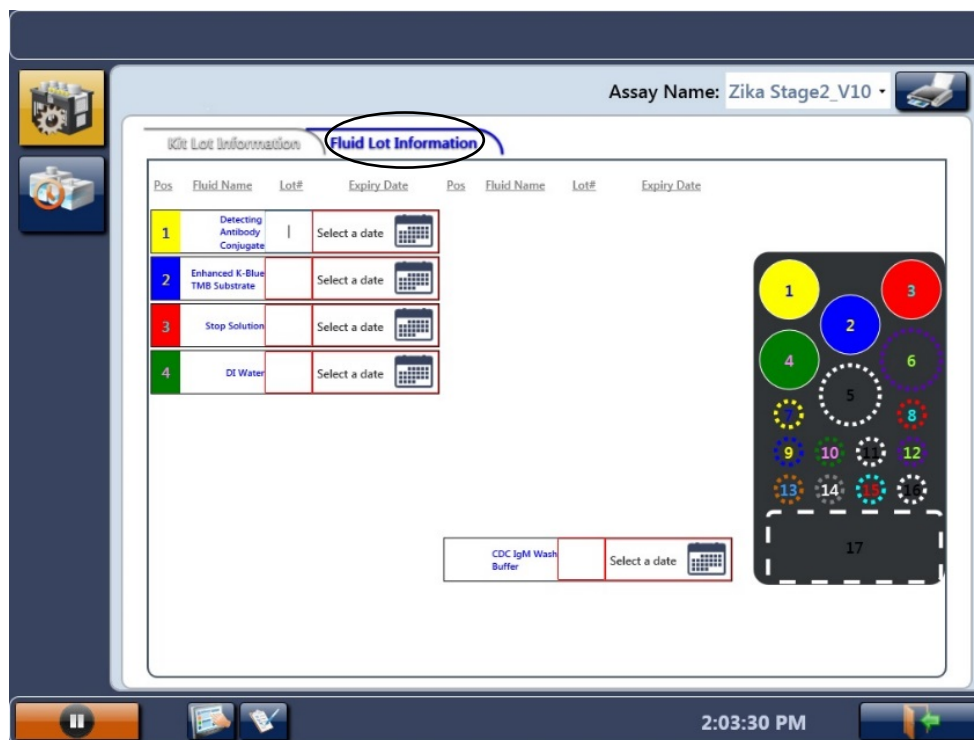 Assay Name: Zika Stage2_V10
Kit Lot Information Fluid Lot Information
Pos Fluid Name Lot# Expiry Date Pos Fluid Name Lot# Expiry Date
1 Detecting Antibody Conjugate Select a date
2 Enhanced K-Blue TMB Substrate Select a date
3 Stop Solution Select a date
4 DI Water Select a date
CDC IgM Wash Buffer Select a date
1
3
2
4
6
5
7
8
9 10 11 12
13 14 15 16
17
2:03:30 PM